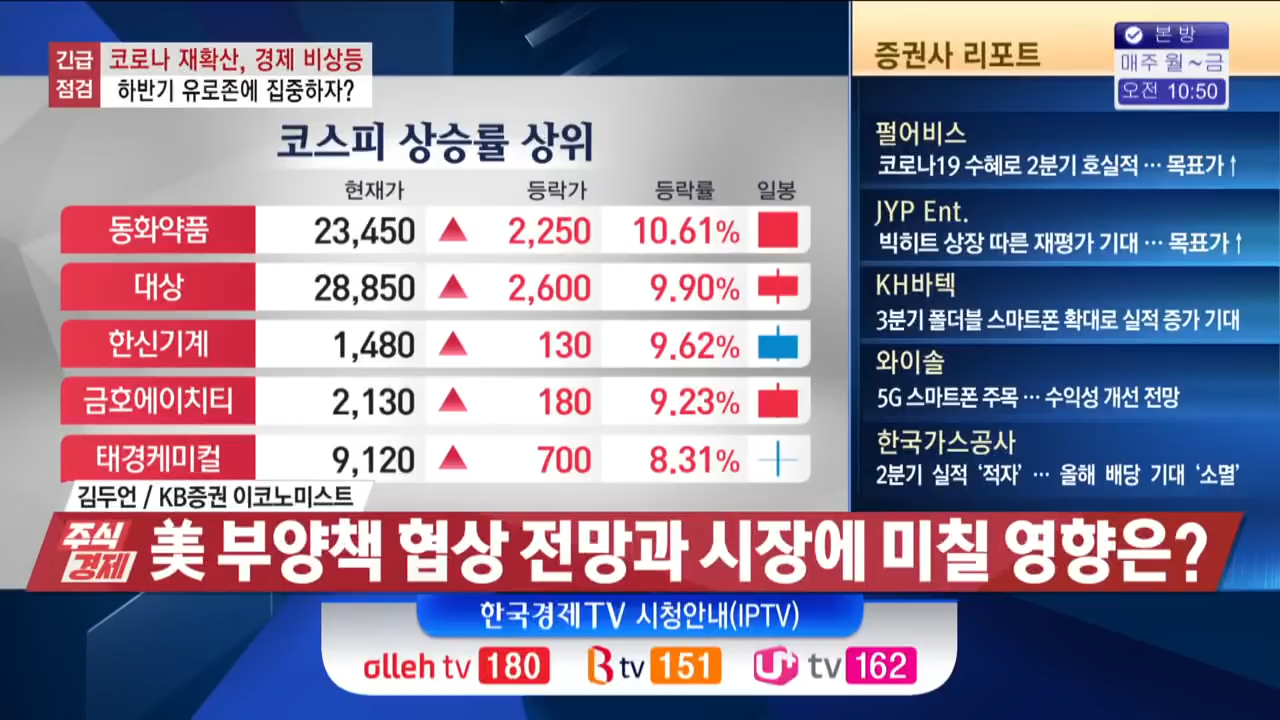 긴급 점검
코로나 재확산, 경제 비상등
하반기 유로존에 집중하자?
코스피 상승률 상위
현재가 등락가 등락률 일봉
동화약품 23,450 ▲ 2,250 10.61%
대상 28,850 ▲ 2,600 9.90%
한신기계 1,480 ▲ 130 9.62%
금호에이치티 2,130 ▲ 180 9.23%
태경케미컬 9,120 ▲ 700 8.31%
증권사 리포트
본방
매주 월~금
오전 10:50
펄어비스
코로나19 수혜로 2분기 호실적 … 목표가↑
JYP Ent.
빅히트 상장 따른 재평가 기대 … 목표가↑
KH바텍
3분기 폴더블 스마트폰 확대로 실적 증가 기대
와이솔
5G 스마트폰 주목 … 수익성 개선 전망
한국가스공사
2분기 실적 '적자' … 올해 배당 기대 '소멸'
김두언 / KB증권 이코노미스트
주식
경제
美 부양책 협상 전망과 시장에 미칠 영향은?
한국경제TV 시청안내(IPTV)
olleh tv 180 B tv 151 U+ tv 162